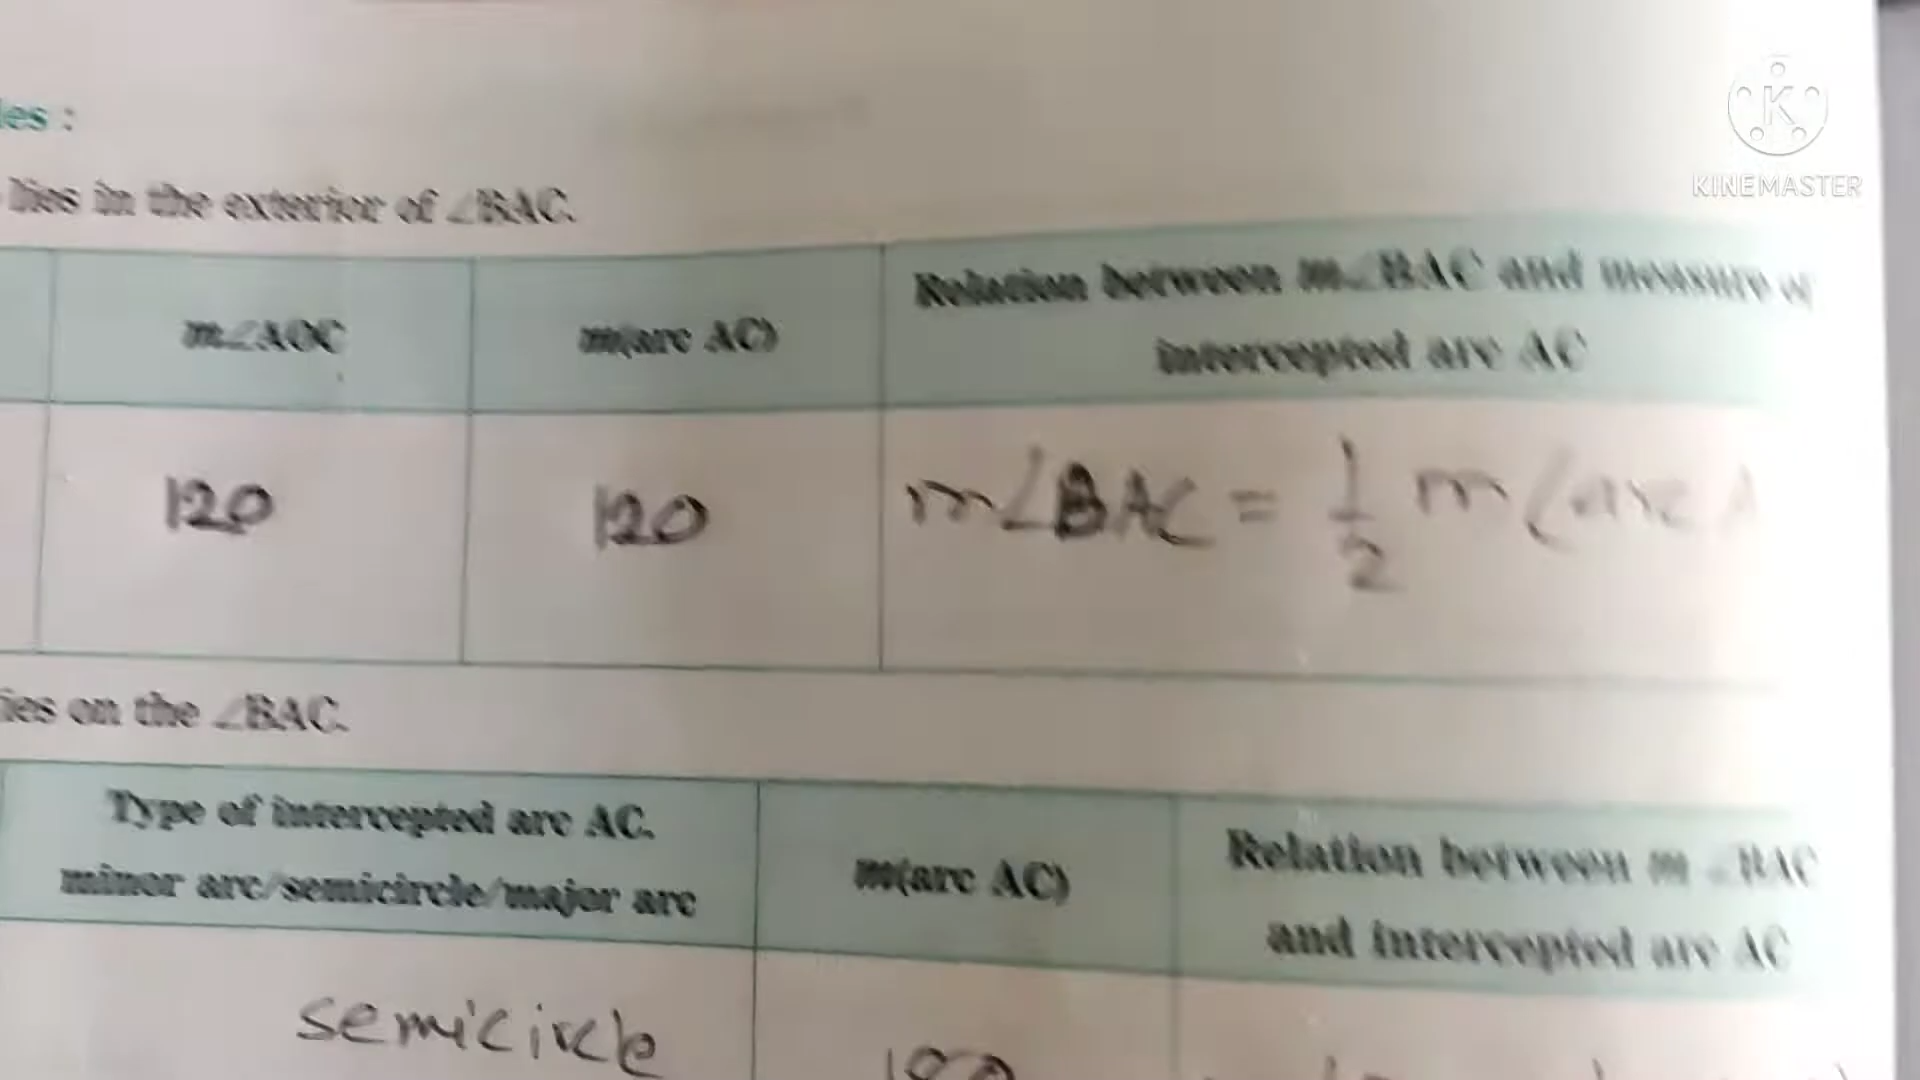 les :
KINEMASTER
lies in the exterior of ∠BAC.
m∠AOC
m(arc AC)
Relation between m∠BAC and measure of
intercepted arc AC
120
120
m∠BAC = 1/2 m(arc A
ies on the ∠BAC.
Type of intercepted arc AC.
minor arc/semicircle/major arc
m(arc AC)
Relation between m ∠BAC
and intercepted arc AC
semicircle
180